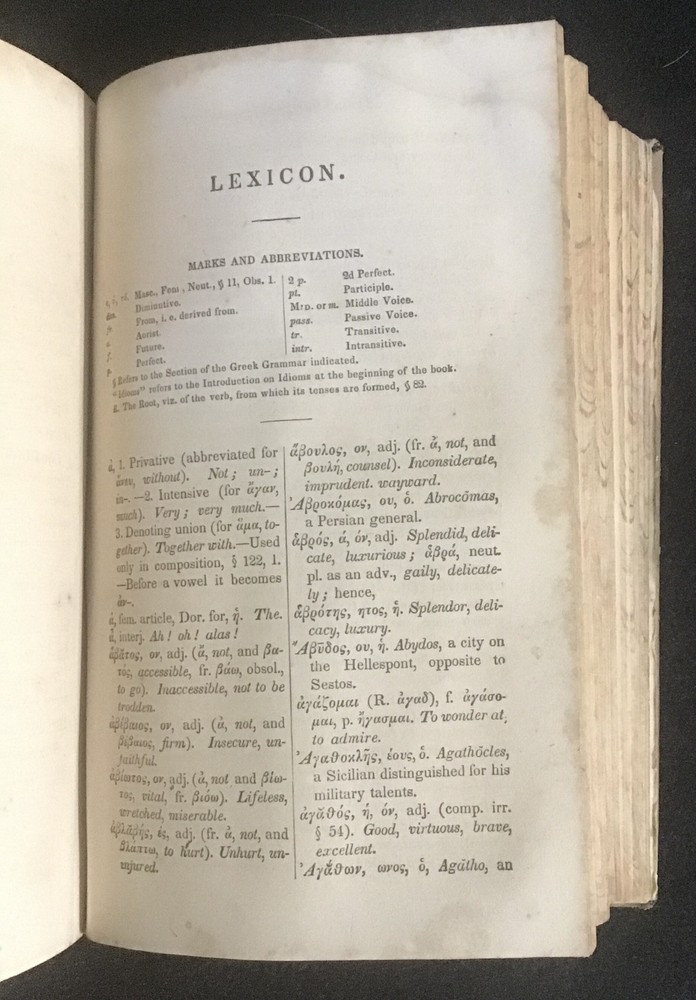 LEXICON.
MARKS AND ABBREVIATIONS.
Masc., Fem., Neut., § 11, Obs. 1.
Diminutive.
From, i. e. derived from.
Aorist.
Future.
Perfect.
2 p. 2d Perfect.
pt. Participle.
MID. or m. Middle Voice.
pass. Passive Voice.
tr. Transitive.
intr. Intransitive.
§ Refers to the Section of the Greek Grammar indicated.
"Idioms" refers to the Introduction on Idioms at the beginning of the book.
R. The Root, viz. of the verb, from which its tenses are formed, § 82.
ἀ, 1. Privative (abbreviated for
ἄνευ, without). Not; un-;
in-. —2. Intensive (for ἄγαν,
much). Very; very much.—
3. Denoting union (for ἅμα, to-
gether). Together with.—Used
only in composition, § 122, 1.
—Before a vowel it becomes
ἀν-.
ἁ, fem. article, Dor. for, ἡ. The.
ἆ, interj. Ah! oh! alas!
ἄβᾰτος, ον, adj. (ἀ, not, and βα-
τός, accessible, fr. βάω, obsol.,
to go). Inaccessible, not to be
trodden.
ἀβέβαιος, ον, adj. (ἀ, not, and
βέβαιος, firm). Insecure, un-
faithful.
ἀβίωτος, ον, adj. (ἀ, not and βίω-
τος, vital, fr. βιόω). Lifeless,
wretched, miserable.
ἀβλᾰβής, ές, adj. (fr. ἀ, not, and
βλάπτω, to hurt). Unhurt, un-
injured.
ἄβουλος, ον, adj. (fr. ἀ, not, and
βουλή, counsel). Inconsiderate,
imprudent. wayward.
Ἀβροκόμας, ου, ὁ. Abrocŏmas,
a Persian general.
ἁβρός, ά, όν, adj. Splendid, deli-
cate, luxurious; ἁβρά, neut.
pl. as an adv., gaily, delicate-
ly; hence,
ἁβρότης, ητος, ἡ. Splendor, deli-
cacy, luxury.
Ἄβῡδος, ου, ἡ. Abydos, a city on
the Hellespont, opposite to
Sestos.
ἀγάζομαι (R. ἀγαδ), f. ἀγάσο-
μαι, p. ἤγασμαι. To wonder at,
to admire.
Ἀγαθοκλῆς, έους, ὁ. Agathŏcles,
a Sicilian distinguished for his
military talents.
ἀγᾰθός, ή, όν, adj. (comp. irr.
§ 54). Good, virtuous, brave,
excellent.
Ἀγᾰ́θων, ωνος, ὁ, Agătho, an